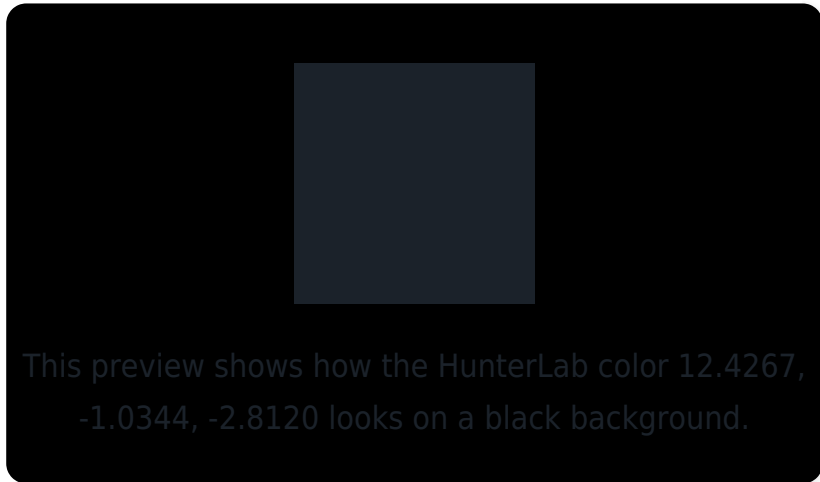 This preview shows how the HunterLab color 12.4267,
-1.0344, -2.8120 looks on a black background.